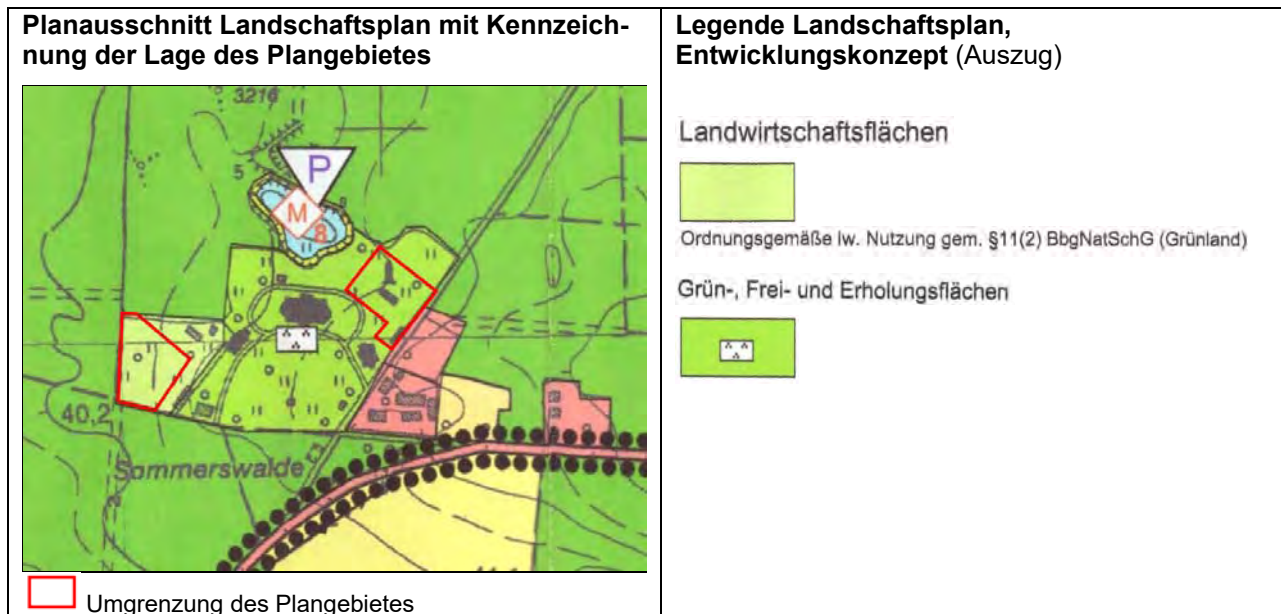 Planausschnitt Landschaftsplan mit Kennzeich-
nung der Lage des Plangebietes
3216
5
P
M
8
40,2
Sommerswalde
Umgrenzung des Plangebietes
Legende Landschaftsplan,
Entwicklungskonzept (Auszug)
Landwirtschaftsflächen
Ordnungsgemäße lw. Nutzung gem. §11(2) BbgNatSchG (Grünland)
Grün-, Frei- und Erholungsflächen